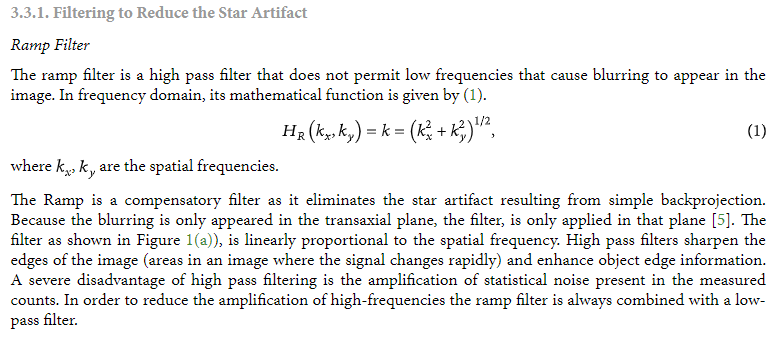 3.3.1. Filtering to Reduce the Star Artifact
Ramp Filter
The ramp filter is a high pass filter that does not permit low frequencies that cause blurring to appear in the
image. In frequency domain, its mathematical function is given by (1).
H_R(k_x, k_y) = k = (k_x^2 + k_y^2)^{1/2}, (1)
where k_x, k_y are the spatial frequencies.
The Ramp is a compensatory filter as it eliminates the star artifact resulting from simple backprojection.
Because the blurring is only appeared in the transaxial plane, the filter, is only applied in that plane [5]. The
filter as shown in Figure 1(a)), is linearly proportional to the spatial frequency. High pass filters sharpen the
edges of the image (areas in an image where the signal changes rapidly) and enhance object edge information.
A severe disadvantage of high pass filtering is the amplification of statistical noise present in the measured
counts. In order to reduce the amplification of high-frequencies the ramp filter is always combined with a low-
pass filter.